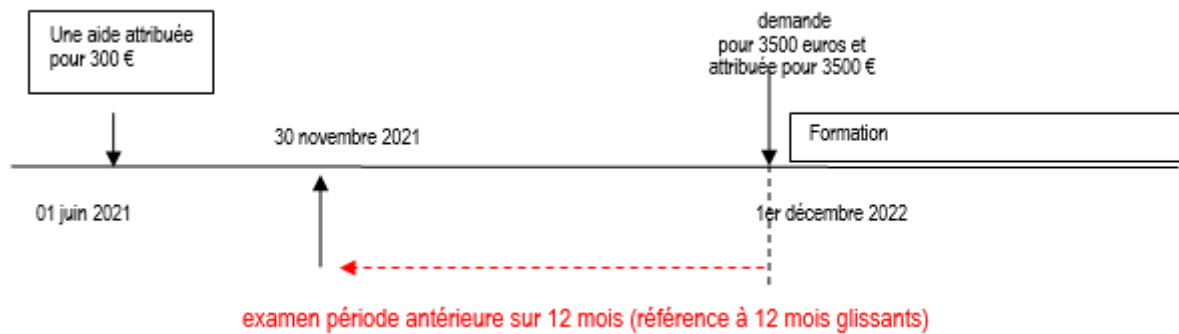 Une aide attribuée
pour 300 €
demande
pour 3500 euros et
attribuée pour 3500 €
30 novembre 2021
Formation
01 juin 2021
1er décembre 2022
examen période antérieure sur 12 mois (référence à 12 mois glissants)